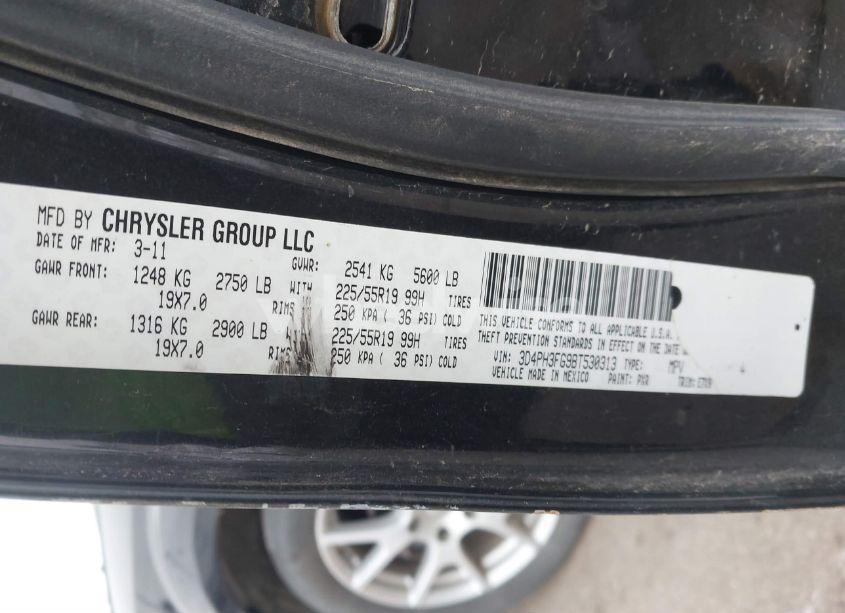 MFD BY CHRYSLER GROUP LLC
DATE OF MFR: 3-11 GVWR: 2541 KG 5600 LB
GAWR FRONT: 1248 KG 2750 LB WITH 225/55R19 99H TIRES
19X7.0 RIMS 250 KPA ( 36 PSI) COLD
GAWR REAR: 1316 KG 2900 LB 225/55R19 99H TIRES
19X7.0 250 KPA ( 36 PSI) COLD
THIS VEHICLE CONFORMS TO ALL APPLICABLE U.S.A.
THEFT PREVENTION STANDARDS IN EFFECT ON THE DATE
VIN: 3D4PH3FG9BT530313 TYPE: MPV
VEHICLE MADE IN MEXICO PAINT: PXR TRIM: